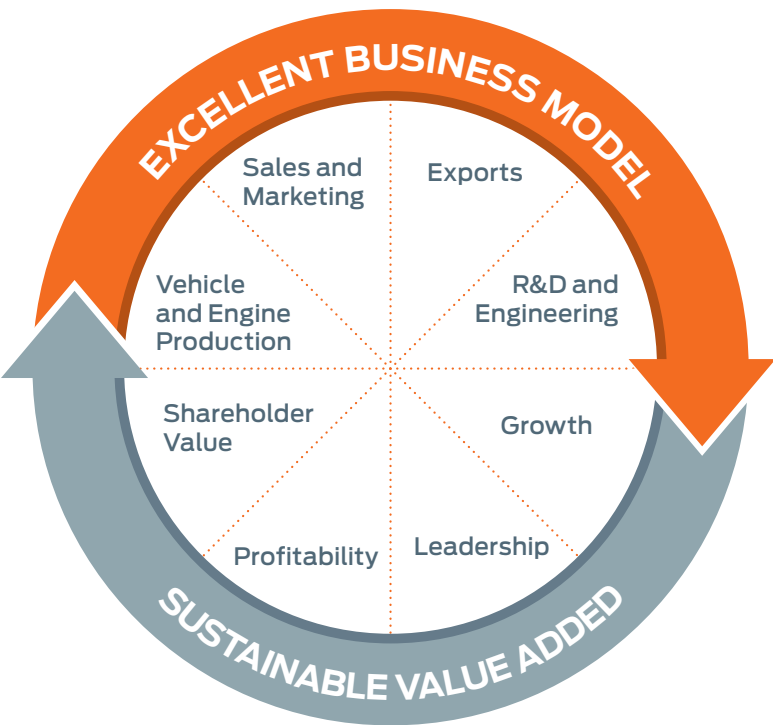 EXCELLENT BUSINESS MODEL
Sales and
Marketing
Exports
Vehicle
and Engine
Production
R&D and
Engineering
Shareholder
Value
Growth
Profitability
Leadership
SUSTAINABLE VALUE ADDED